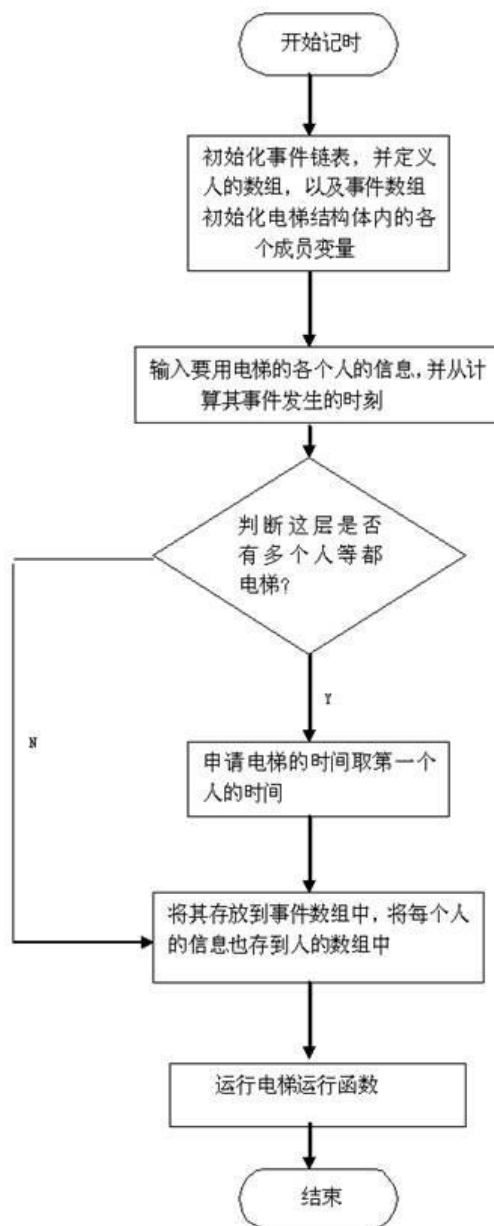 开始记时
初始化事件链表，并定义
人的数组，以及事件数组
初始化电梯结构体内的各
个成员变量
输入要用电梯的各个人的信息，并从计
算其事件发生的时刻
判断这层是否
有多个人等都
电梯？
Y
N
申请电梯的时间取第一个
人的时间
将其存放到事件数组中，将每个人
的信息也存到人的数组中
运行电梯运行函数
结束